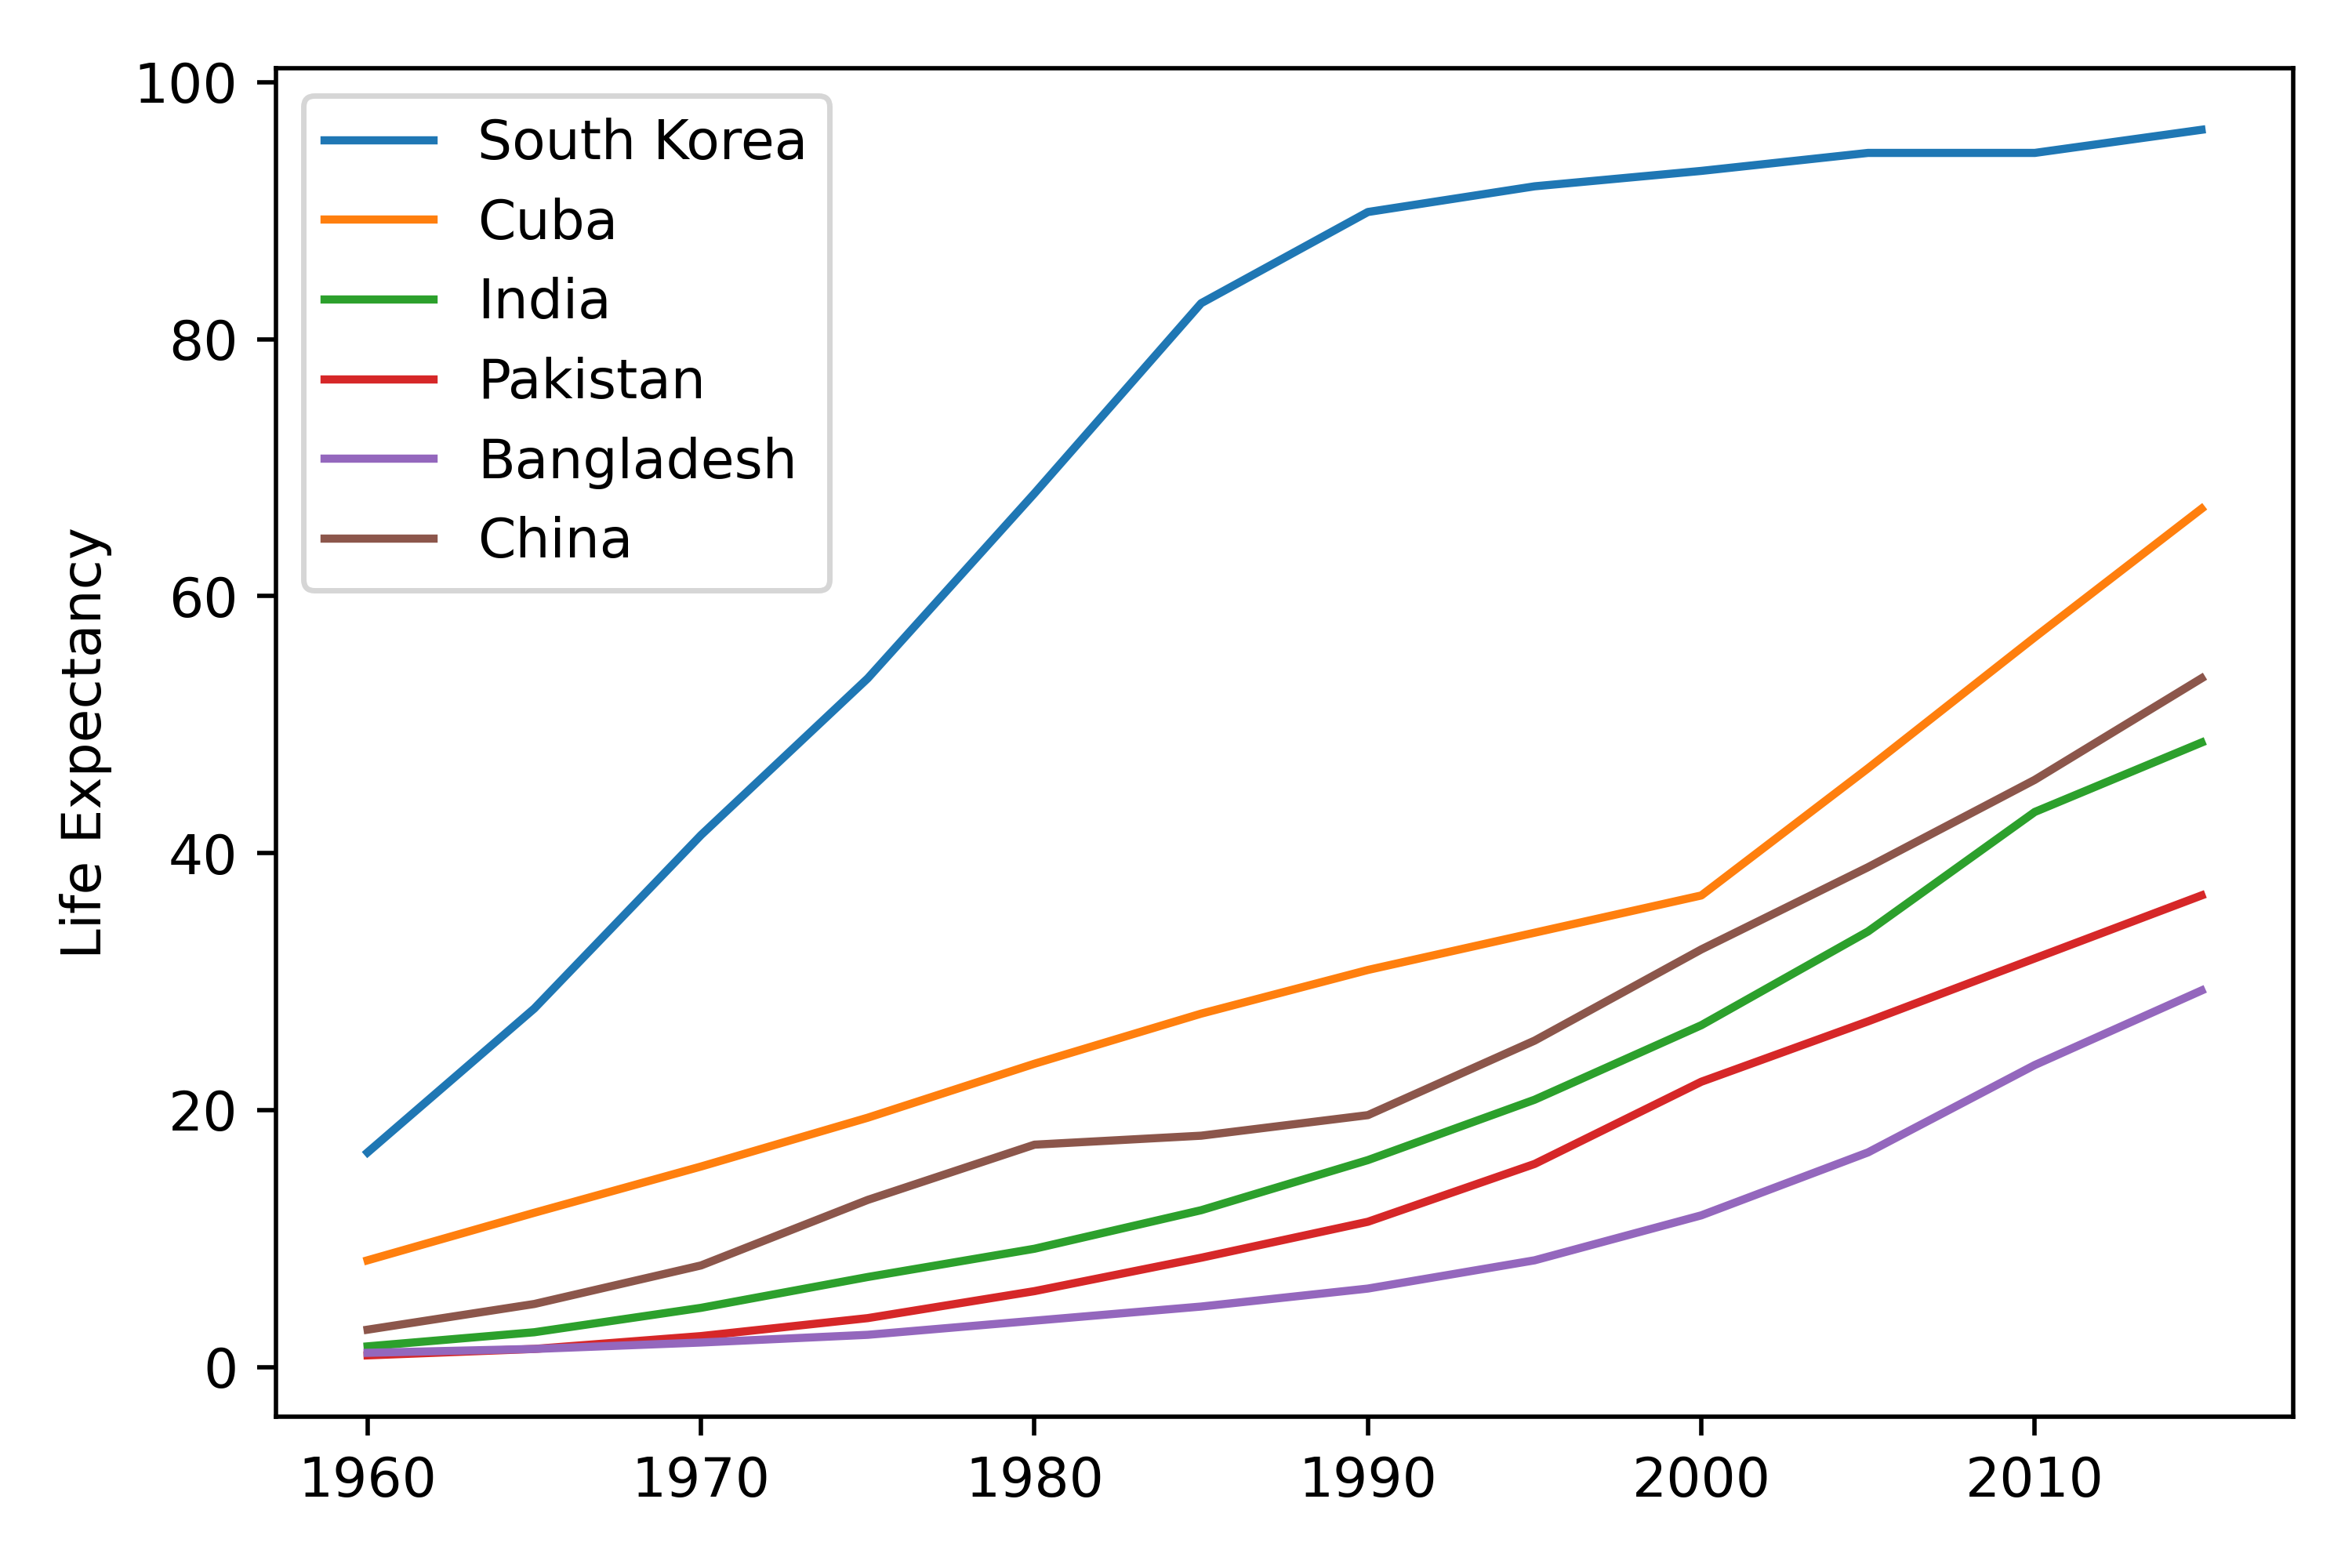 Life Expectancy
100
80
60
40
20
0
South Korea
Cuba
India
Pakistan
Bangladesh
China
1960 1970 1980 1990 2000 2010